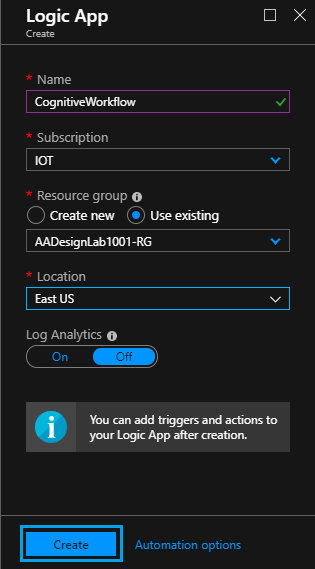 Logic App
Create
* Name
CognitiveWorkflow
* Subscription
IOT
* Resource group
Create new Use existing
AADesignLab1001-RG
* Location
East US
Log Analytics
On Off
You can add triggers and actions to
your Logic App after creation.
Create Automation options